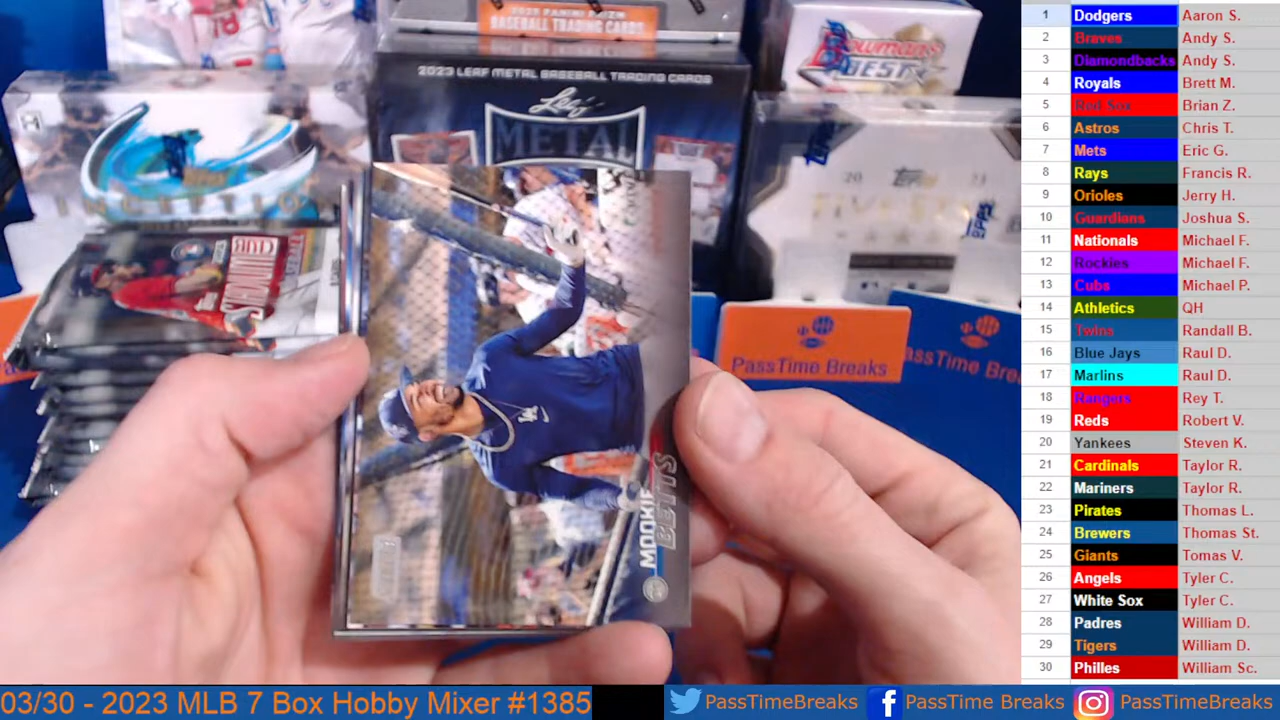 2023 PANINI PRIZM
BASEBALL TRADING CARDS
2023 LEAF METAL BASEBALL TRADING CARDS
Leaf
METAL
Bowman's
BEST
INCEPTION
Topps
STADIUM
CLUB
MOOKIE
BETTS
PassTime Breaks
PassTime Breaks
1 Dodgers Aaron S.
2 Braves Andy S.
3 Diamondbacks Andy S.
4 Royals Brett M.
5 Red Sox Brian Z.
6 Astros Chris T.
7 Mets Eric G.
8 Rays Francis R.
9 Orioles Jerry H.
10 Guardians Joshua S.
11 Nationals Michael F.
12 Rockies Michael F.
13 Cubs Michael P.
14 Athletics QH
15 Twins Randall B.
16 Blue Jays Raul D.
17 Marlins Raul D.
18 Rangers Rey T.
19 Reds Robert V.
20 Yankees Steven K.
21 Cardinals Taylor R.
22 Mariners Taylor R.
23 Pirates Thomas L.
24 Brewers Thomas St.
25 Giants Tomas V.
26 Angels Tyler C.
27 White Sox Tyler C.
28 Padres William D.
29 Tigers William D.
30 Philles William Sc.
03/30 - 2023 MLB 7 Box Hobby Mixer #1385
PassTimeBreaks
PassTime Breaks
PassTimeBreaks